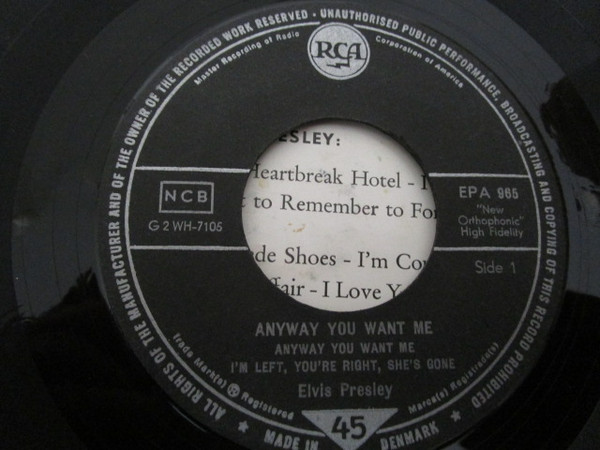 ALL RIGHTS OF THE MANUFACTURER AND OF THE OWNER OF THE RECORDED WORK RESERVED · UNAUTHORISED PUBLIC PERFORMANCE, BROADCASTING AND COPYING OF THIS RECORD PROHIBITED
RCA
Master Recording of Radio Corporation of America
ESLEY:
Heartbreak Hotel - I
t to Remember to For
de Shoes - I'm Cou
fair - I Love Y
NCB
G2 WH-7105
EPA 965
"New
Orthophonic"
High Fidelity
Side 1
ANYWAY YOU WANT ME
ANYWAY YOU WANT ME
I'M LEFT, YOU'RE RIGHT, SHE'S GONE
Elvis Presley
Trade Mark(s) ® Registered
Marca(s) Registrada(s)
45
MADE IN DENMARK